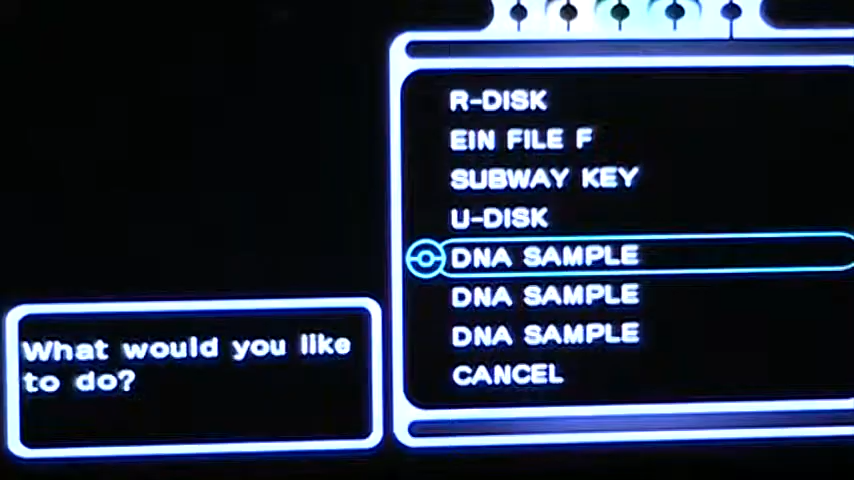 R-DISK
EIN FILE F
SUBWAY KEY
U-DISK
DNA SAMPLE
DNA SAMPLE
DNA SAMPLE
CANCEL
What would you like
to do?